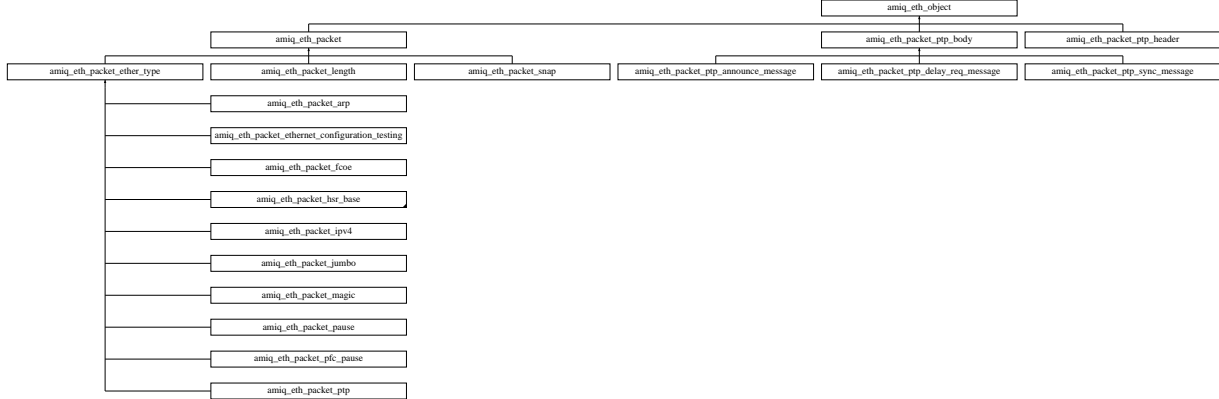 amiq_eth_object
amiq_eth_packet
amiq_eth_packet_ptp_body
amiq_eth_packet_ptp_header
amiq_eth_packet_ether_type
amiq_eth_packet_length
amiq_eth_packet_snap
amiq_eth_packet_ptp_announce_message
amiq_eth_packet_ptp_delay_req_message
amiq_eth_packet_ptp_sync_message
amiq_eth_packet_arp
amiq_eth_packet_ethernet_configuration_testing
amiq_eth_packet_fcoe
amiq_eth_packet_hsr_base
amiq_eth_packet_ipv4
amiq_eth_packet_jumbo
amiq_eth_packet_magic
amiq_eth_packet_pause
amiq_eth_packet_pfc_pause
amiq_eth_packet_ptp